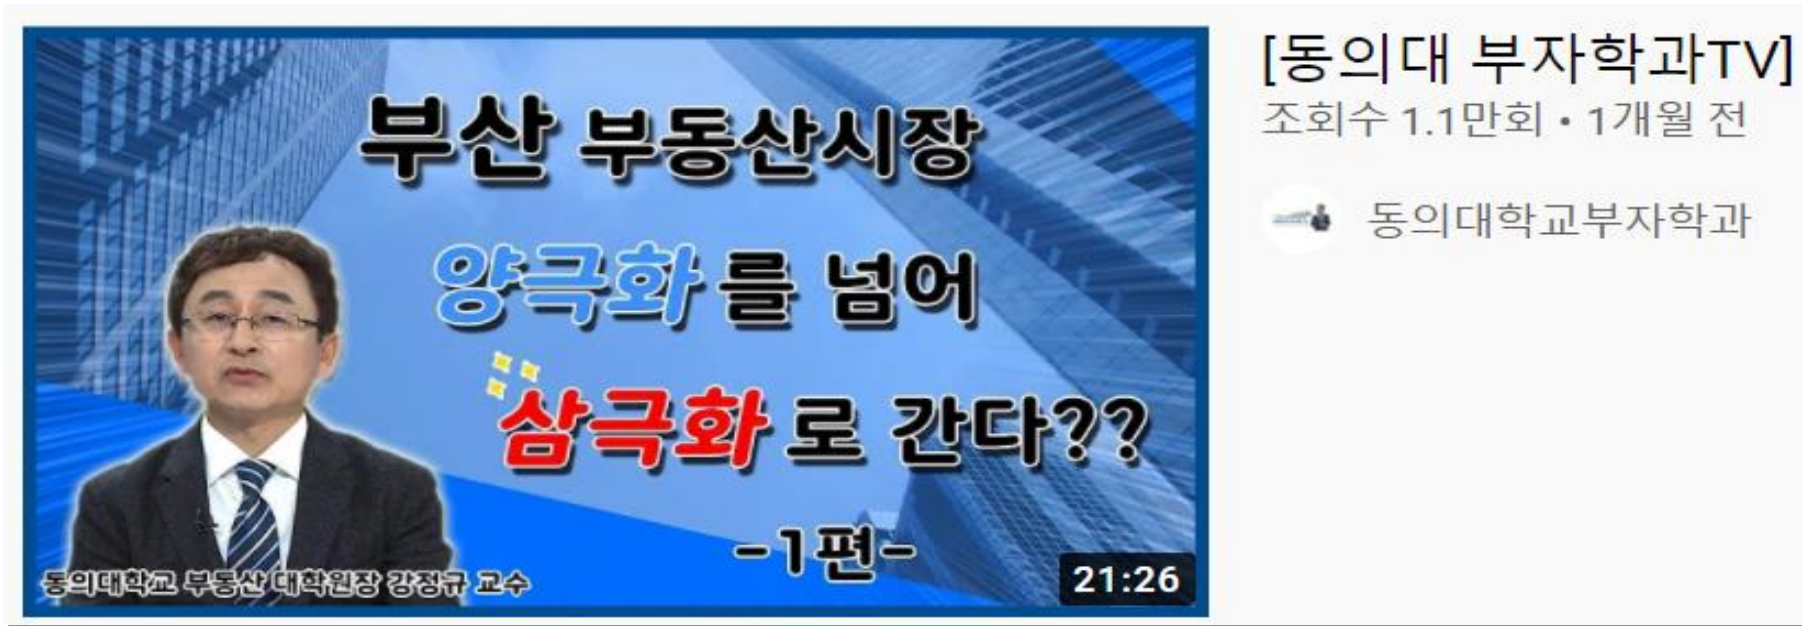 부산 부동산시장
양극화를 넘어
삼극화로 간다??
-1편-
동의대학교 부동산 대학원장 강정규 교수
21:26
[동의대 부자학과TV]
조회수 1.1만회 • 1개월 전
동의대학교부자학과